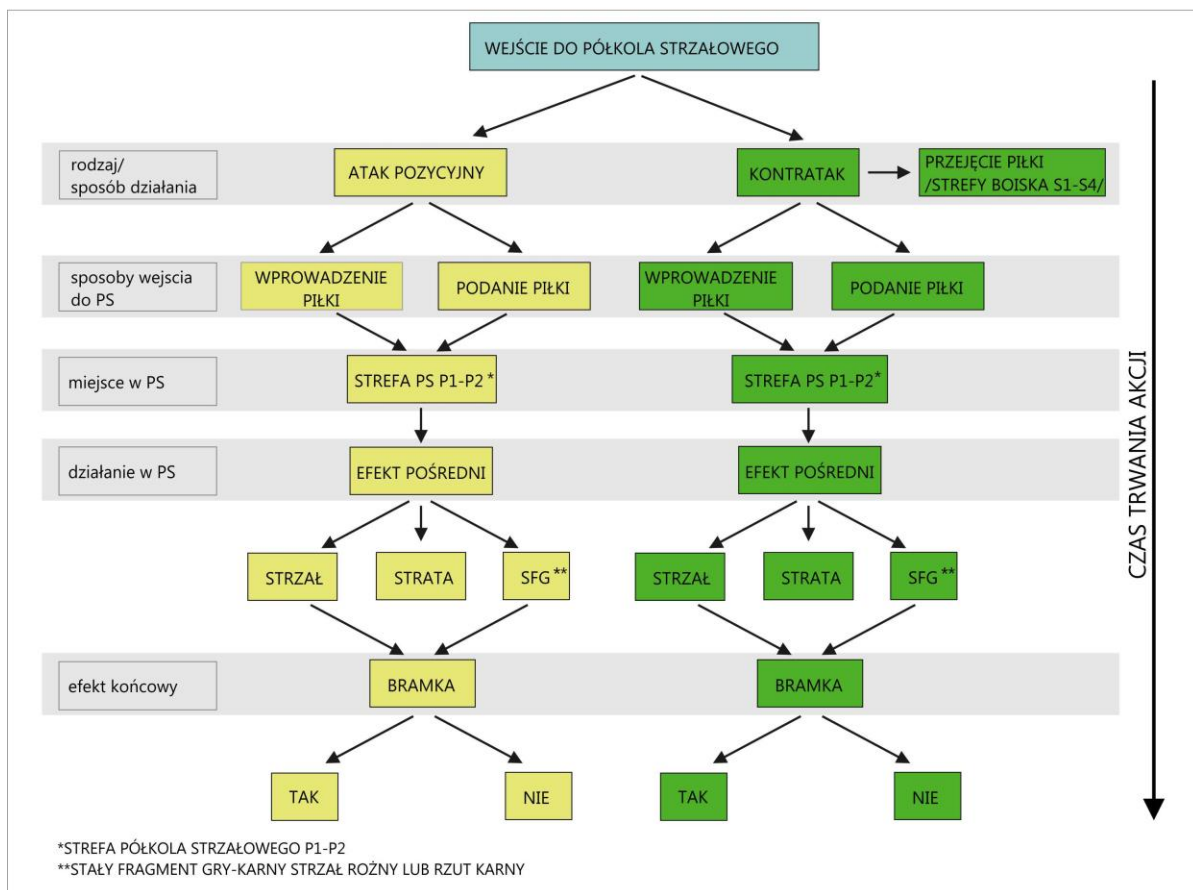 WEJŚCIE DO PÓŁKOLA STRZAŁOWEGO
rodzaj/
sposób działania
ATAK POZYCYJNY
KONTRATAK
PRZEJĘCIE PIŁKI
/STREFY BOISKA S1-S4/
sposoby wejscia
do PS
WPROWADZENIE
PIŁKI
PODANIE PIŁKI
WPROWADZENIE
PIŁKI
PODANIE PIŁKI
miejsce w PS
STREFA PS P1-P2*
STREFA PS P1-P2*
działanie w PS
EFEKT POŚREDNI
EFEKT POŚREDNI
STRZAŁ
STRATA
SFG**
STRZAŁ
STRATA
SFG**
efekt końcowy
BRAMKA
BRAMKA
TAK
NIE
TAK
NIE
CZAS TRWANIA AKCJI
*STREFA PÓŁKOLA STRZAŁOWEGO P1-P2
**STAŁY FRAGMENT GRY-KARNY STRZAŁ ROŻNY LUB RZUT KARNY